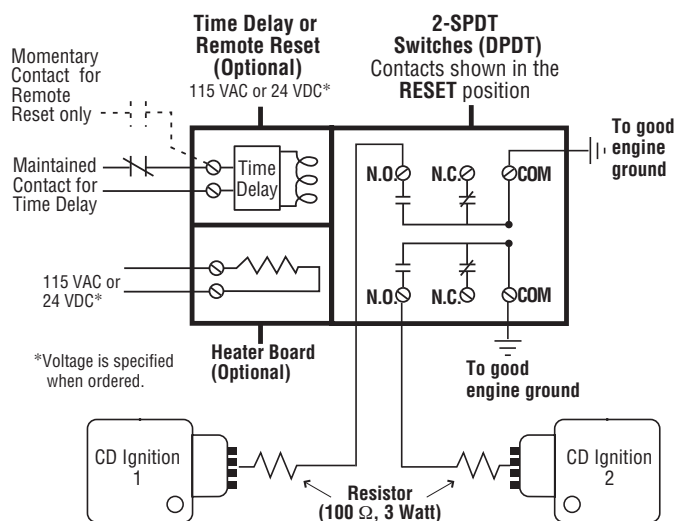 Time Delay or
Remote Reset
(Optional)
115 VAC or 24 VDC*
2-SPDT
Switches (DPDT)
Contacts shown in the
RESET position
Momentary
Contact for
Remote
Reset only
Maintained
Contact for
Time Delay
Time
Delay
N.O.
N.C.
COM
To good
engine
ground
115 VAC or
24 VDC*
N.O.
N.C.
COM
*Voltage is specified
when ordered.
Heater Board
(Optional)
To good
engine ground
CD Ignition
1
Resistor
(100 Ω, 3 Watt)
CD Ignition
2